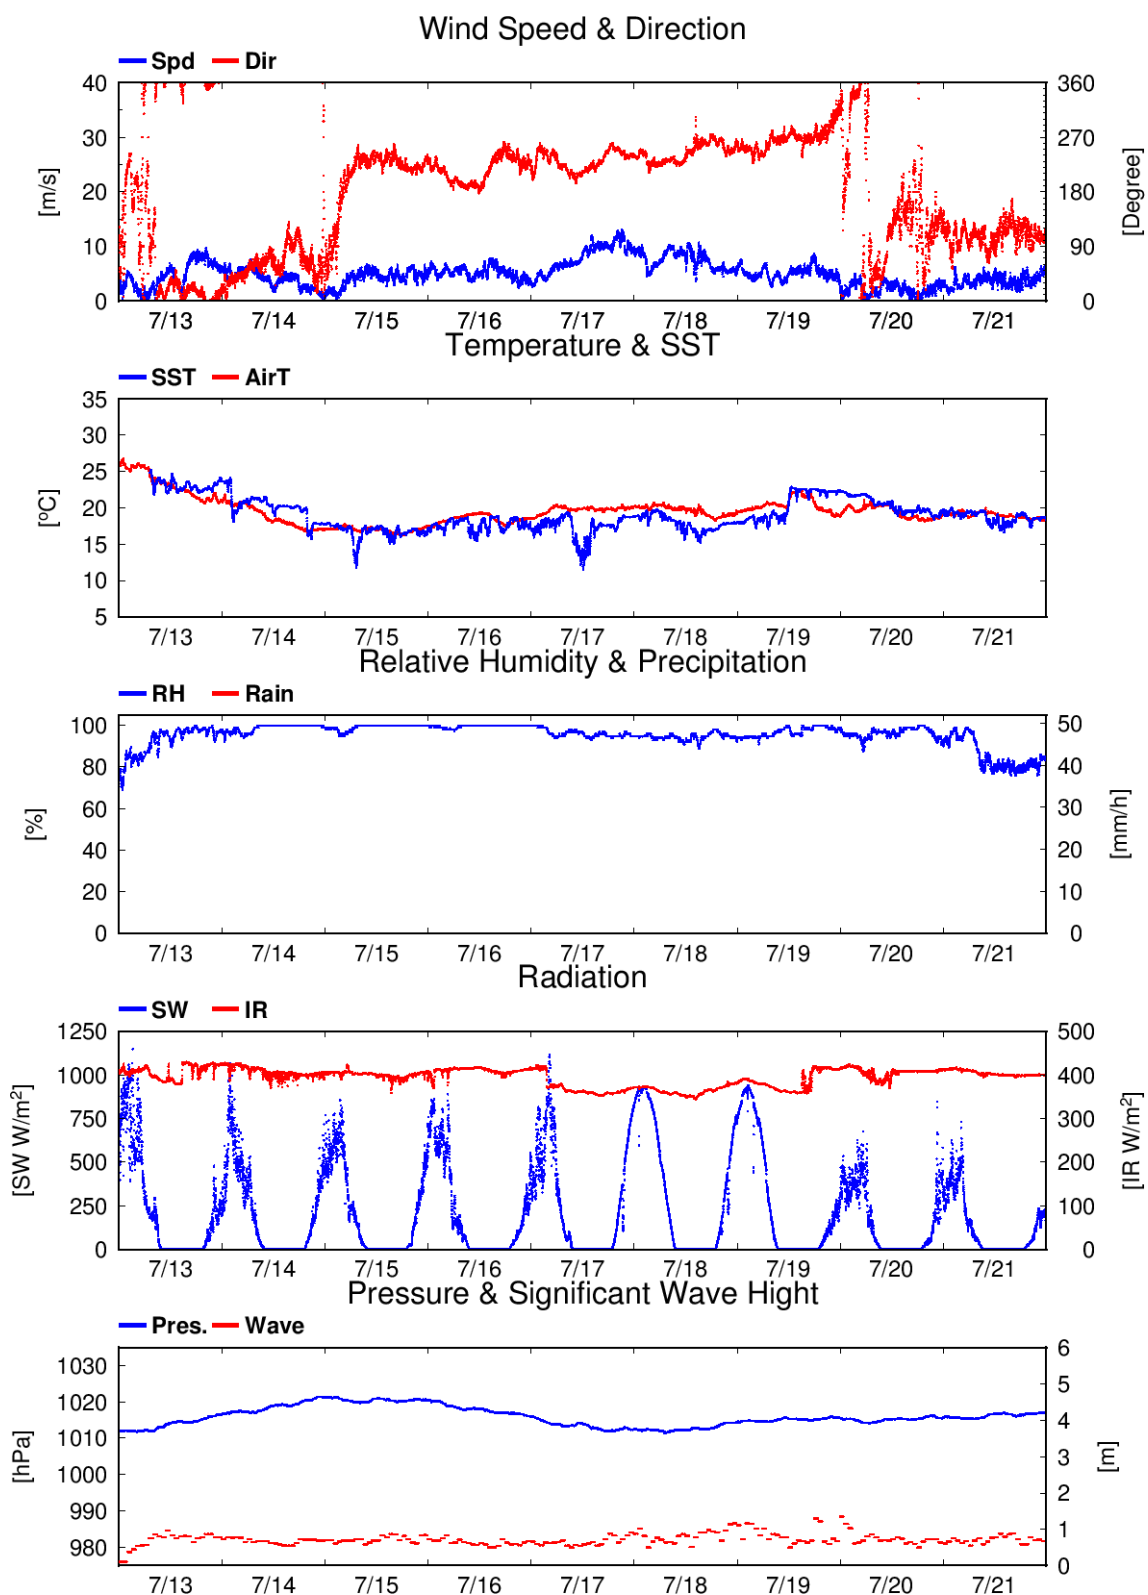 Wind Speed & Direction
Spd Dir
40 360
30 270
[m/s] 20 180 [Degree]
10 90
0 0
7/13 7/14 7/15 7/16 7/17 7/18 7/19 7/20 7/21
Temperature & SST
SST AirT
35
30
25
[ºC] 20
15
10
5
7/13 7/14 7/15 7/16 7/17 7/18 7/19 7/20 7/21
Relative Humidity & Precipitation
RH Rain
100 50
80 40
60 30
[%] 40 20 [mm/h]
20 10
0 0
7/13 7/14 7/15 7/16 7/17 7/18 7/19 7/20 7/21
Radiation
SW IR
1250 500
1000 400
750 300
[SW W/m²] 500 200 [IR W/m²]
250 100
0 0
7/13 7/14 7/15 7/16 7/17 7/18 7/19 7/20 7/21
Pressure & Significant Wave Hight
Pres. Wave
6
1030
5
1020
4
1010
[hPa] 3 [m]
1000
2
990
1
980
0
7/13 7/14 7/15 7/16 7/17 7/18 7/19 7/20 7/21